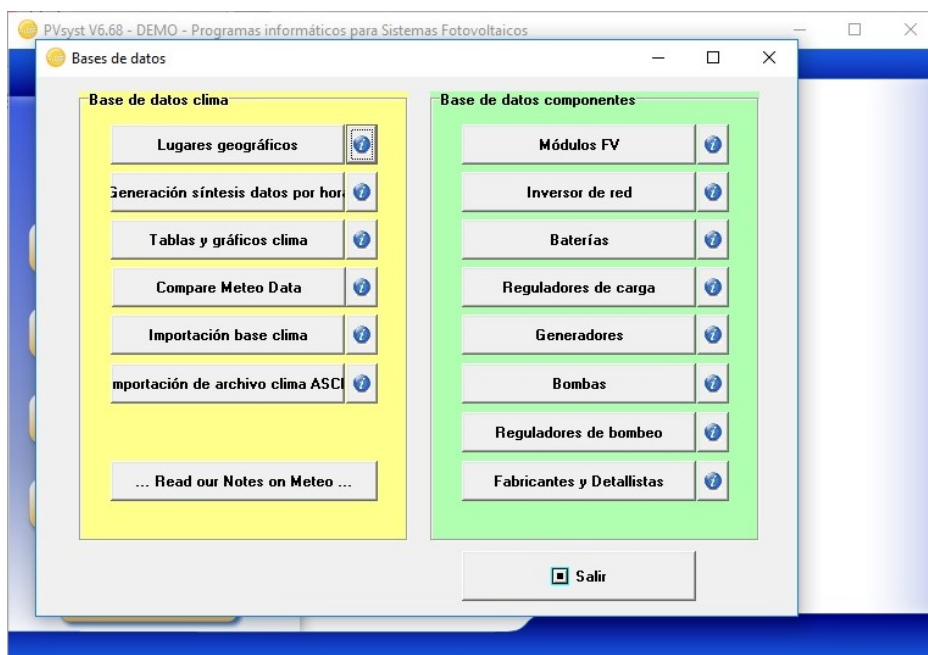 PVsyst V6.68 - DEMO - Programas informáticos para Sistemas Fotovoltaicos
Bases de datos
Base de datos clima
Lugares geográficos
Generación síntesis datos por hora
Tablas y gráficos clima
Compare Meteo Data
Importación base clima
mportación de archivo clima ASCI
... Read our Notes on Meteo ...
Base de datos componentes
Módulos FV
Inversor de red
Baterías
Reguladores de carga
Generadores
Bombas
Reguladores de bombeo
Fabricantes y Detallistas
Salir